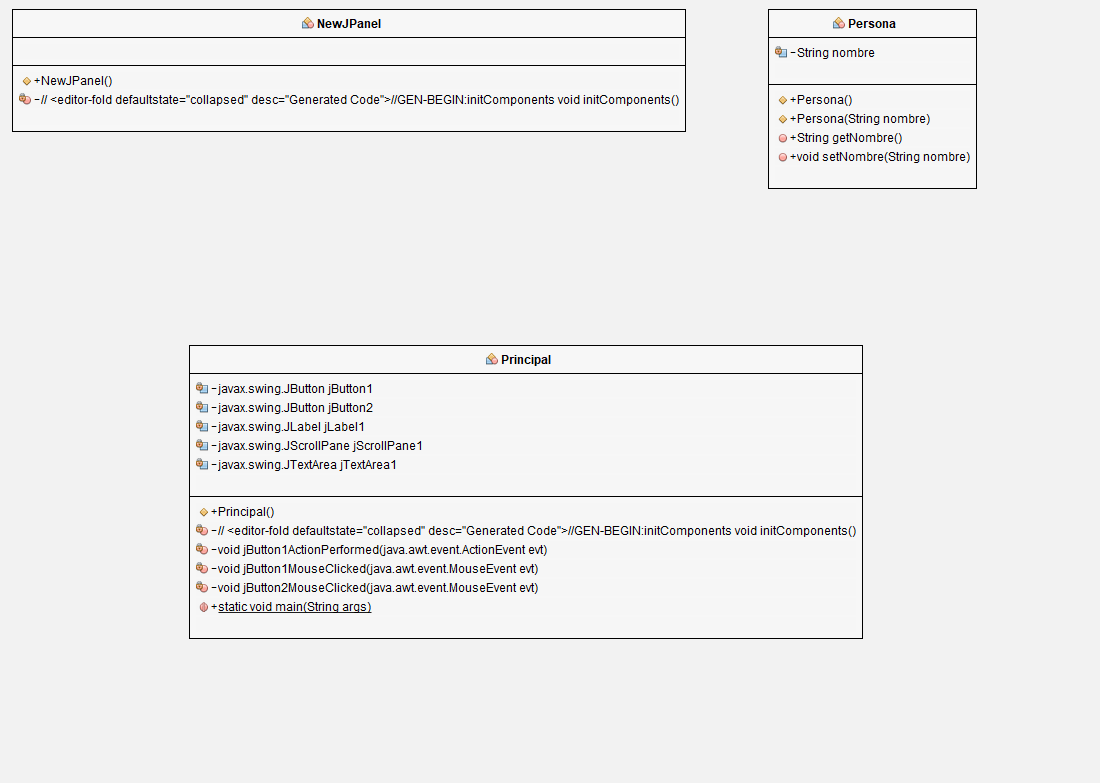 NewJPanel
+NewJPanel()
-// <editor-fold defaultstate="collapsed" desc="Generated Code">//GEN-BEGIN:initComponents void initComponents()
Persona
-String nombre
+Persona()
+Persona(String nombre)
+String getNombre()
+void setNombre(String nombre)
Principal
-javax.swing.JButton jButton1
-javax.swing.JButton jButton2
-javax.swing.JLabel jLabel1
-javax.swing.JScrollPane jScrollPane1
-javax.swing.JTextArea jTextArea1
+Principal()
-// <editor-fold defaultstate="collapsed" desc="Generated Code">//GEN-BEGIN:initComponents void initComponents()
-void jButton1ActionPerformed(java.awt.event.ActionEvent evt)
-void jButton1MouseClicked(java.awt.event.MouseEvent evt)
-void jButton2MouseClicked(java.awt.event.MouseEvent evt)
+static void main(String args)